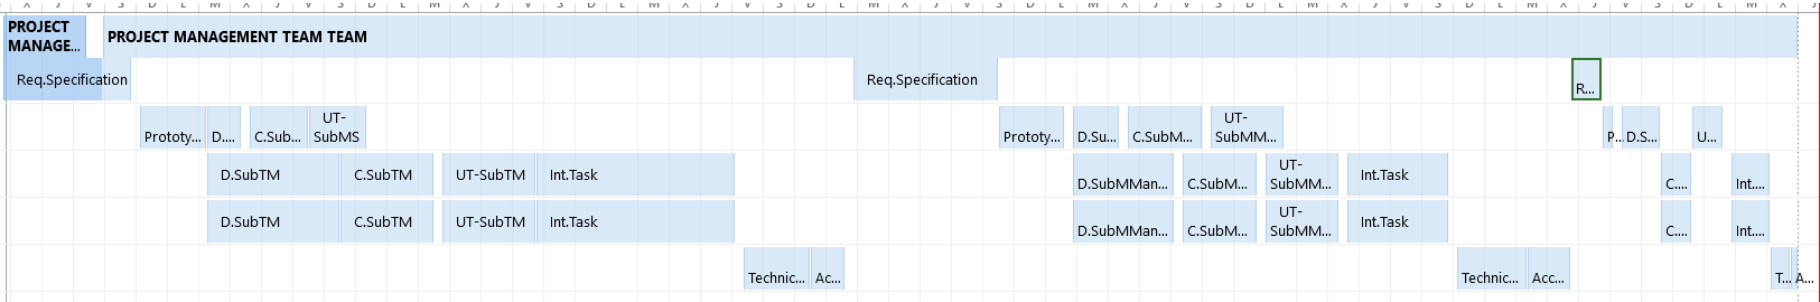 PROJECT
MANAGE... PROJECT MANAGEMENT TEAM TEAM
Req.Specification Req.Specification R...
Prototy... D.... C.Sub... UT-
SubMS Prototy... D.Su... C.SubM... UT-
SubMM... P... D.S... U...
D.SubTM C.SubTM UT-SubTM Int.Task D.SubMMan... C.SubM... UT-
SubMM... Int.Task C.... Int....
D.SubTM C.SubTM UT-SubTM Int.Task D.SubMMan... C.SubM... UT-
SubMM... Int.Task C.... Int....
Technic... Ac... Technic... Acc... T... A...